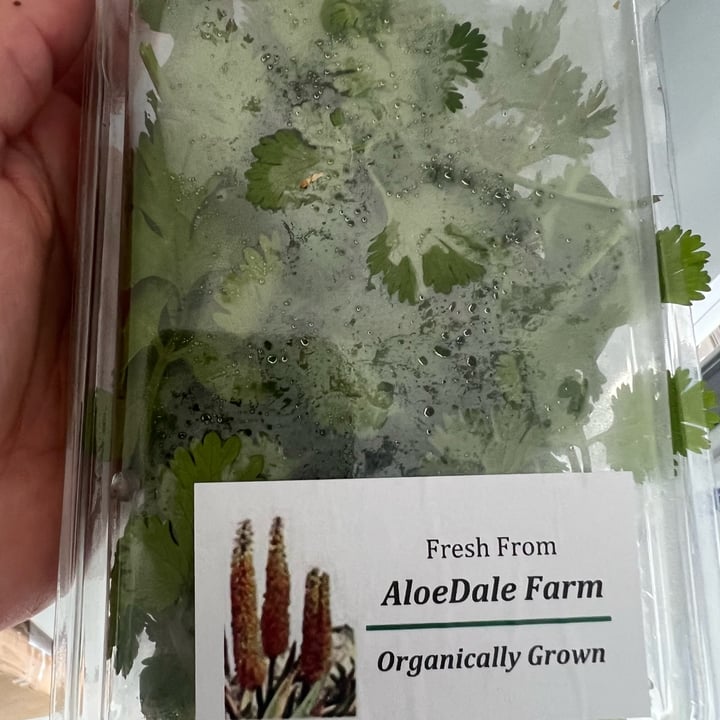 Fresh From
AloeDale Farm
Organically Grown